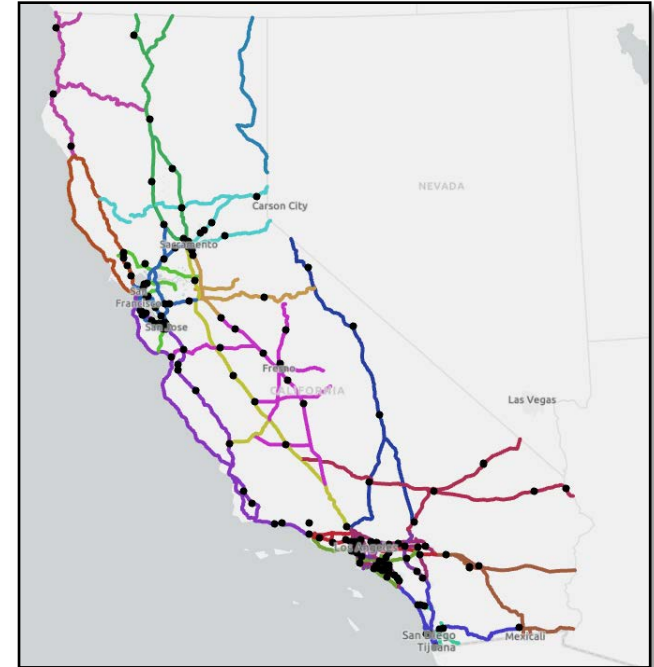 NEVADA
Carson City
Sacramento
San
Francisco
San Jose
Fresno
CALIFORNIA
Las Vegas
Los Angeles
San Diego
Tijuana
Mexicali